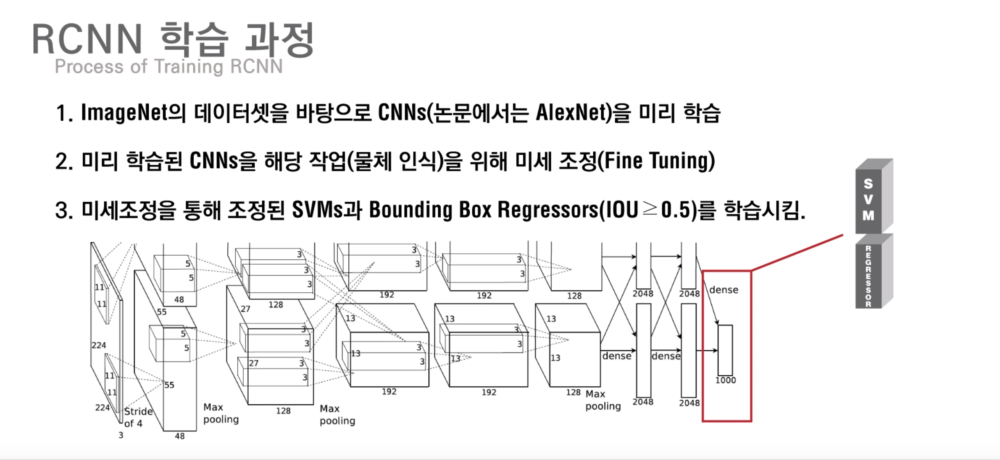 RCNN 학습 과정
Process of Training RCNN
1. ImageNet의 데이터셋을 바탕으로 CNNs(논문에서는 AlexNet)을 미리 학습
2. 미리 학습된 CNNs을 해당 작업(물체 인식)을 위해 미세 조정(Fine Tuning)
3. 미세조정을 통해 조정된 SVMs과 Bounding Box Regressors(IOU≥0.5)를 학습시킴.
SVM
REGRESSOR
11
11
5
5
48
3
3
3
128
3
3
192
3
3
192
128
2048
2048
dense
55
5
5
224
11
11
224
3
Stride
of 4
55
48
Max
pooling
27
3
3
27
3
3
128
Max
pooling
13
13
3
3
192
13
3
3
13
192
13
13
128
Max
pooling
dense
dense
2048
2048
1000